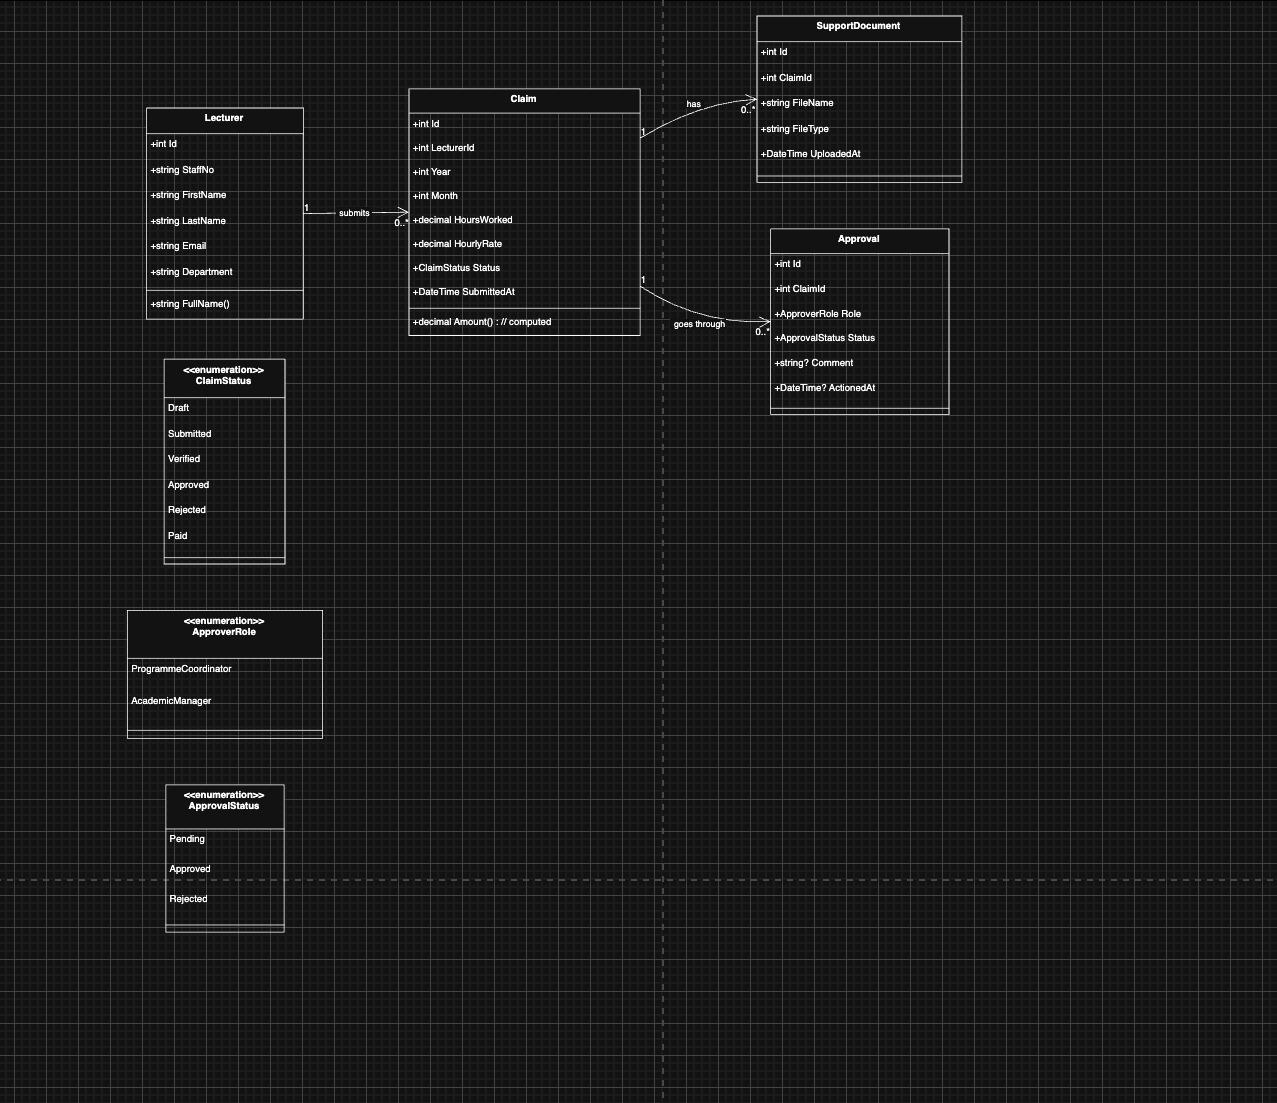 SupportDocument
+int Id
+int ClaimId
+string FileName
+string FileType
+DateTime UploadedAt
has
1
0..*
Claim
+int Id
+int LecturerId
+int Year
+int Month
+decimal HoursWorked
+decimal HourlyRate
+ClaimStatus Status
+DateTime SubmittedAt
+decimal Amount() : // computed
Lecturer
+int Id
+string StaffNo
+string FirstName
+string LastName
+string Email
+string Department
+string FullName()
1
submits
0..*
Approval
+int Id
+int ClaimId
+ApproverRole Role
+ApprovalStatus Status
+string? Comment
+DateTime? ActionedAt
1
goes through
0..*
<<enumeration>>
ClaimStatus
Draft
Submitted
Verified
Approved
Rejected
Paid
<<enumeration>>
ApproverRole
ProgrammeCoordinator
AcademicManager
<<enumeration>>
ApprovalStatus
Pending
Approved
Rejected